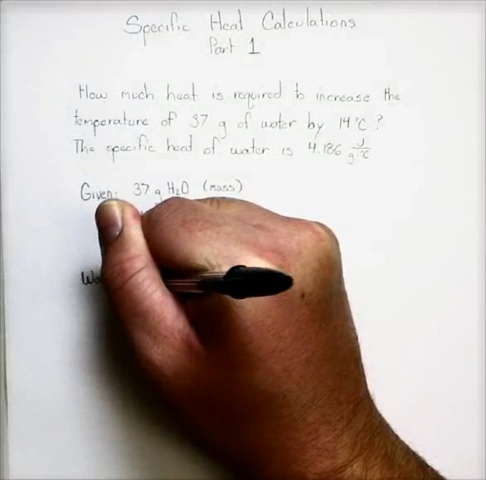 Specific Heat Calculations
Part 1
How much heat is required to increase the
temperature of 37 g of water by 14°C?
The specific heat of water is 4.186 J/g·°C
Given: 37 g H₂O (mass)